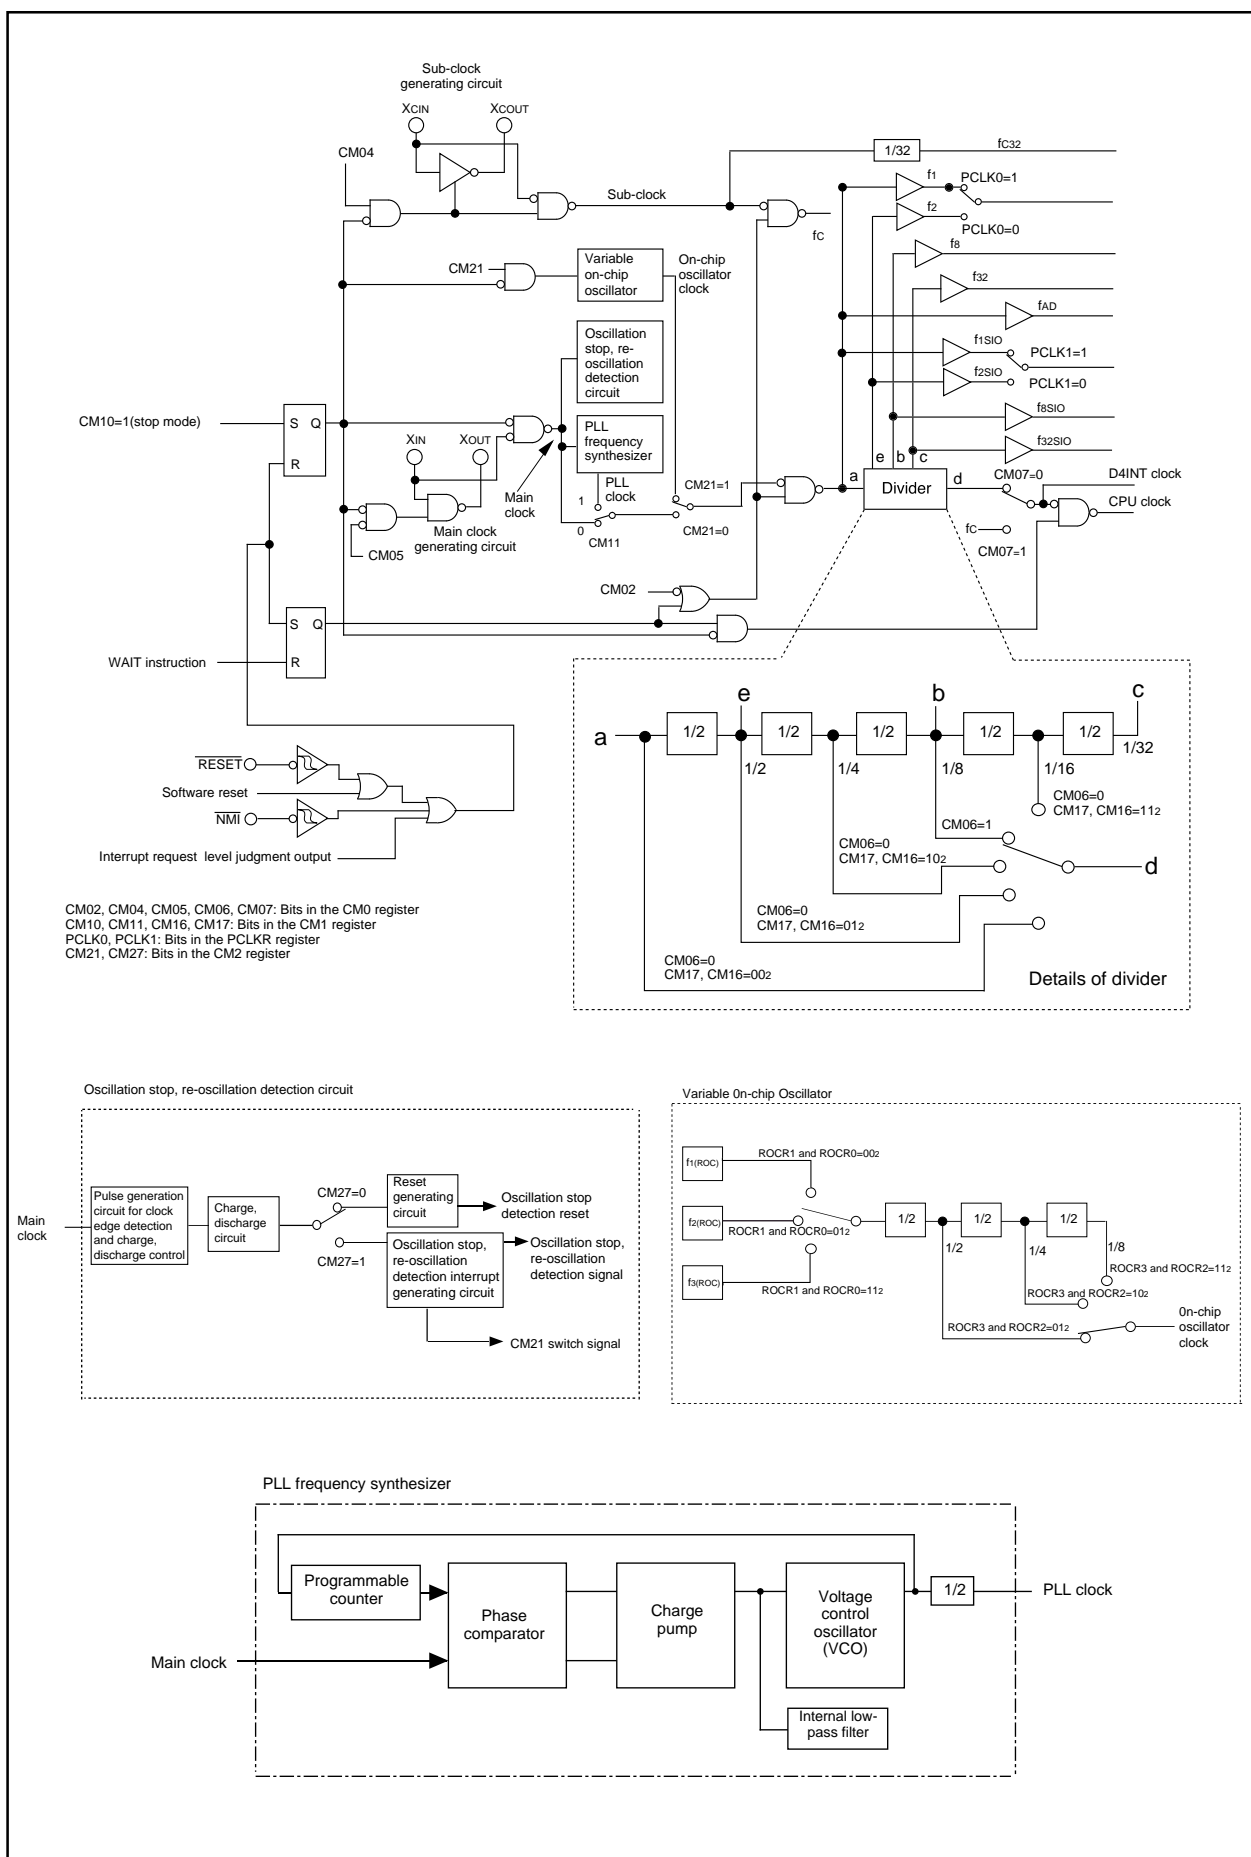 Sub-clock
generating circuit
XCIN
XCOUT
CM04
1/32
fC32
f1
PCLK0=1
Sub-clock
f2
PCLK0=0
fC
f8
CM21
Variable
on-chip
oscillator
On-chip
oscillator
clock
f32
fAD
Oscillation
stop, re-
oscillation
detection
circuit
f1SIO
PCLK1=1
f2SIO
PCLK1=0
CM10=1(stop mode)
S Q
R
f8SIO
XIN
XOUT
PLL
frequency
synthesizer
f32SIO
e b c
a
Divider
d
CM07=0
D4INT clock
CPU clock
PLL
clock
CM21=1
Main
clock
1
0
CM11
CM21=0
fC
CM07=1
Main clock
generating circuit
CM05
CM02
S Q
R
WAIT instruction
e
b
c
a
1/2
1/2
1/2
1/2
1/2
1/2
1/4
1/8
1/16
1/32
RESET
Software reset
NMI
Interrupt request level judgment output
CM06=0
CM17, CM16=112
CM06=1
CM06=0
CM17, CM16=102
d
CM06=0
CM17, CM16=012
CM06=0
CM17, CM16=002
Details of divider
CM02, CM04, CM05, CM06, CM07: Bits in the CM0 register
CM10, CM11, CM16, CM17: Bits in the CM1 register
PCLK0, PCLK1: Bits in the PCLKR register
CM21, CM27: Bits in the CM2 register
Oscillation stop, re-oscillation detection circuit
Main
clock
Pulse generation
circuit for clock
edge detection
and charge,
discharge control
Charge,
discharge
circuit
CM27=0
CM27=1
Reset
generating
circuit
Oscillation stop
detection reset
Oscillation stop,
re-oscillation
detection interrupt
generating circuit
Oscillation stop,
re-oscillation
detection signal
CM21 switch signal
Variable 0n-chip Oscillator
f1(ROC)
ROCR1 and ROCR0=002
f2(ROC)
ROCR1 and ROCR0=012
f3(ROC)
ROCR1 and ROCR0=112
1/2
1/2
1/2
1/2
1/4
1/8
ROCR3 and ROCR2=112
ROCR3 and ROCR2=102
ROCR3 and ROCR2=012
0n-chip
oscillator
clock
PLL frequency synthesizer
Programmable
counter
Main clock
Phase
comparator
Charge
pump
Voltage
control
oscillator
(VCO)
1/2
PLL clock
Internal low-
pass filter